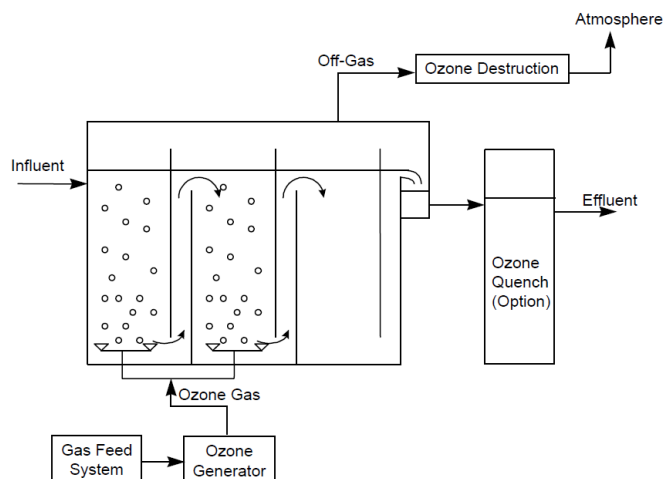 Atmosphere
Off-Gas
Ozone Destruction
Influent
Effluent
Ozone
Quench
(Option)
Ozone Gas
Gas Feed
System
Ozone
Generator